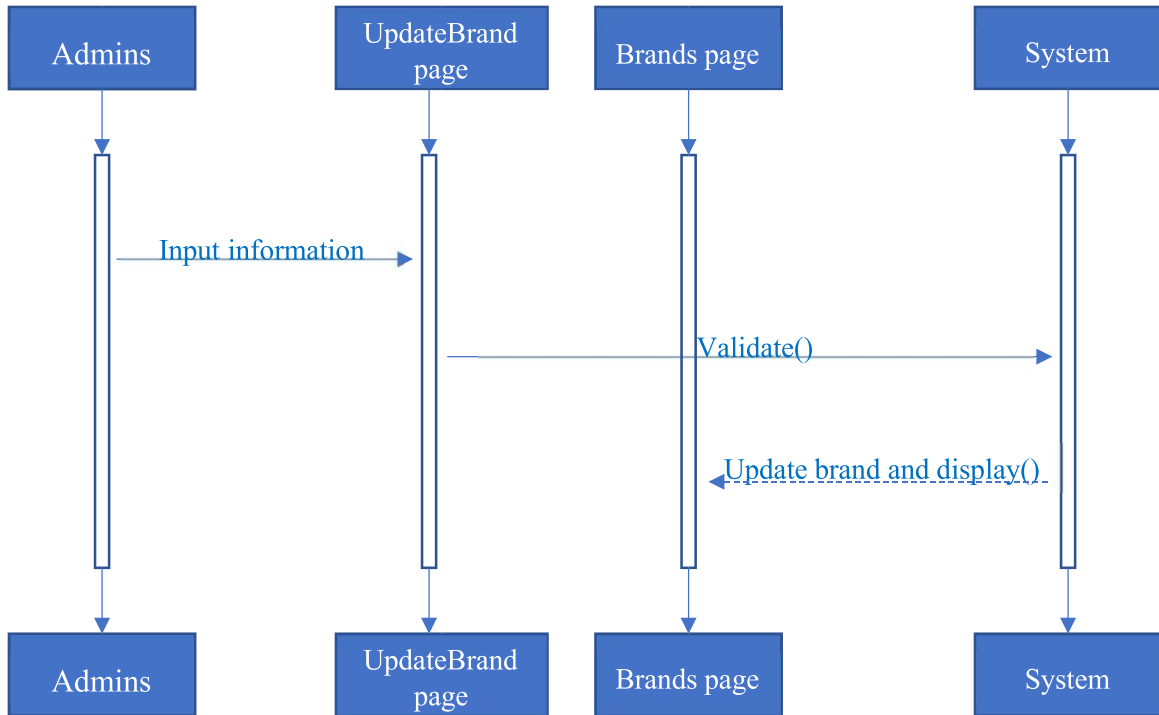 Admins
UpdateBrand
page
Brands page
System
Input information
Validate()
Update brand and display()
Admins
UpdateBrand
page
Brands page
System